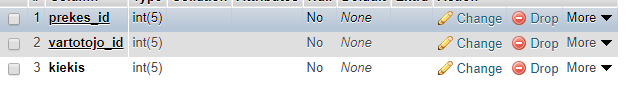 1 prekes_id int(5) No None Change Drop More
2 vartotojo_id int(5) No None Change Drop More
3 kiekis int(5) No None Change Drop More